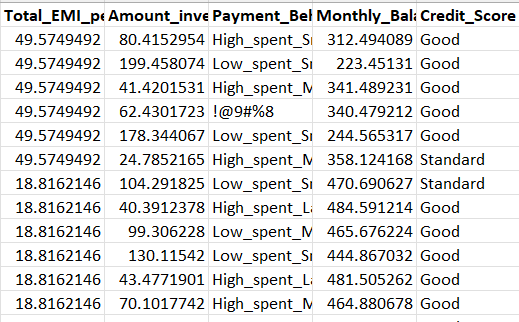 Total_EMI_pe Amount_inve Payment_Beh Monthly_Bala Credit_Score
49.5749492 80.4152954 High_spent_Sr 312.494089 Good
49.5749492 199.458074 Low_spent_Sr 223.45131 Good
49.5749492 41.4201531 High_spent_M 341.489231 Good
49.5749492 62.4301723 !@9#%8 340.479212 Good
49.5749492 178.344067 Low_spent_Sr 244.565317 Good
49.5749492 24.7852165 High_spent_M 358.124168 Standard
18.8162146 104.291825 Low_spent_Sr 470.690627 Standard
18.8162146 40.3912378 High_spent_La 484.591214 Good
18.8162146 99.306228 Low_spent_M 465.676224 Good
18.8162146 130.11542 Low_spent_Sr 444.867032 Good
18.8162146 43.4771901 High_spent_La 481.505262 Good
18.8162146 70.1017742 High_spent_M 464.880678 Good